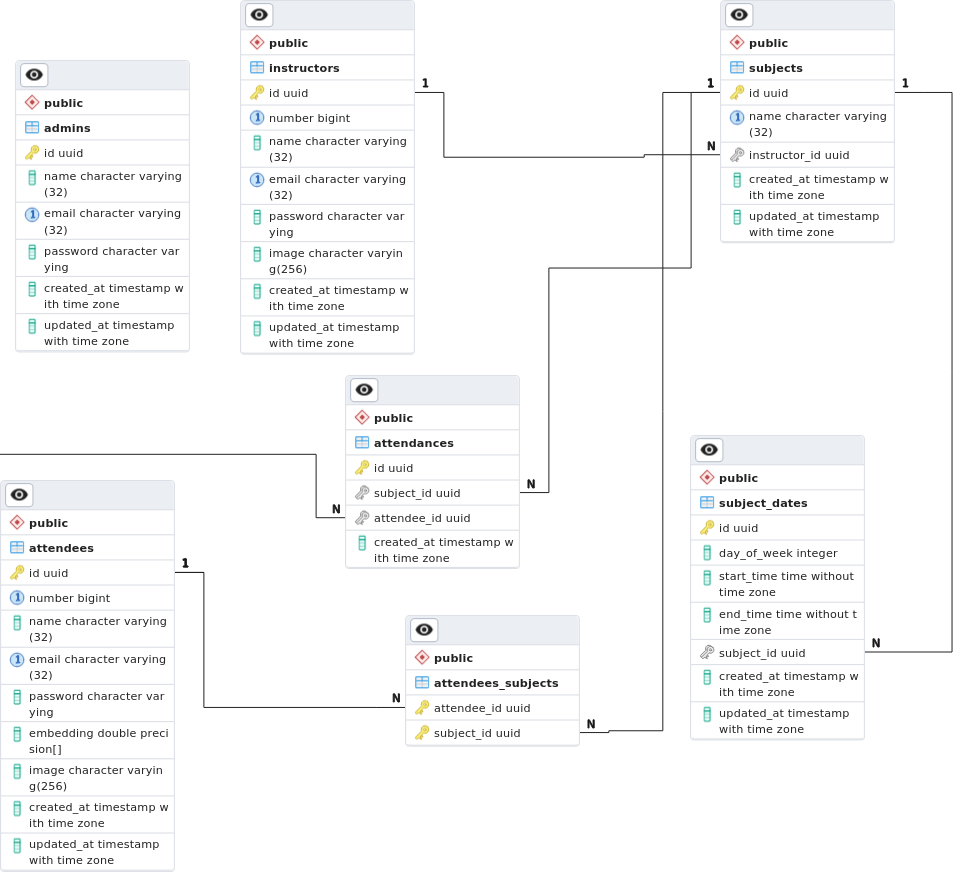 public
admins
id uuid
name character varying
(32)
email character varying
(32)
password character var
ying
created_at timestamp w
ith time zone
updated_at timestamp
with time zone
public
instructors
id uuid
1
number bigint
name character varying
(32)
1
email character varying
(32)
password character var
ying
image character varyin
g(256)
created_at timestamp w
ith time zone
updated_at timestamp
with time zone
1
public
subjects
id uuid
1
name character varying
(32)
instructor_id uuid
created_at timestamp w
ith time zone
updated_at timestamp
with time zone
1
N
1
public
attendances
id uuid
subject_id uuid
attendee_id uuid
created_at timestamp w
ith time zone
N
N
public
attendees
id uuid
1
number bigint
name character varying
(32)
1
email character varying
(32)
password character var
ying
embedding double preci
sion[]
image character varyin
g(256)
created_at timestamp w
ith time zone
updated_at timestamp
with time zone
1
public
attendees_subjects
attendee_id uuid
subject_id uuid
N
N
public
subject_dates
id uuid
day_of_week integer
start_time time without
time zone
end_time time without t
ime zone
subject_id uuid
created_at timestamp w
ith time zone
updated_at timestamp
with time zone
N